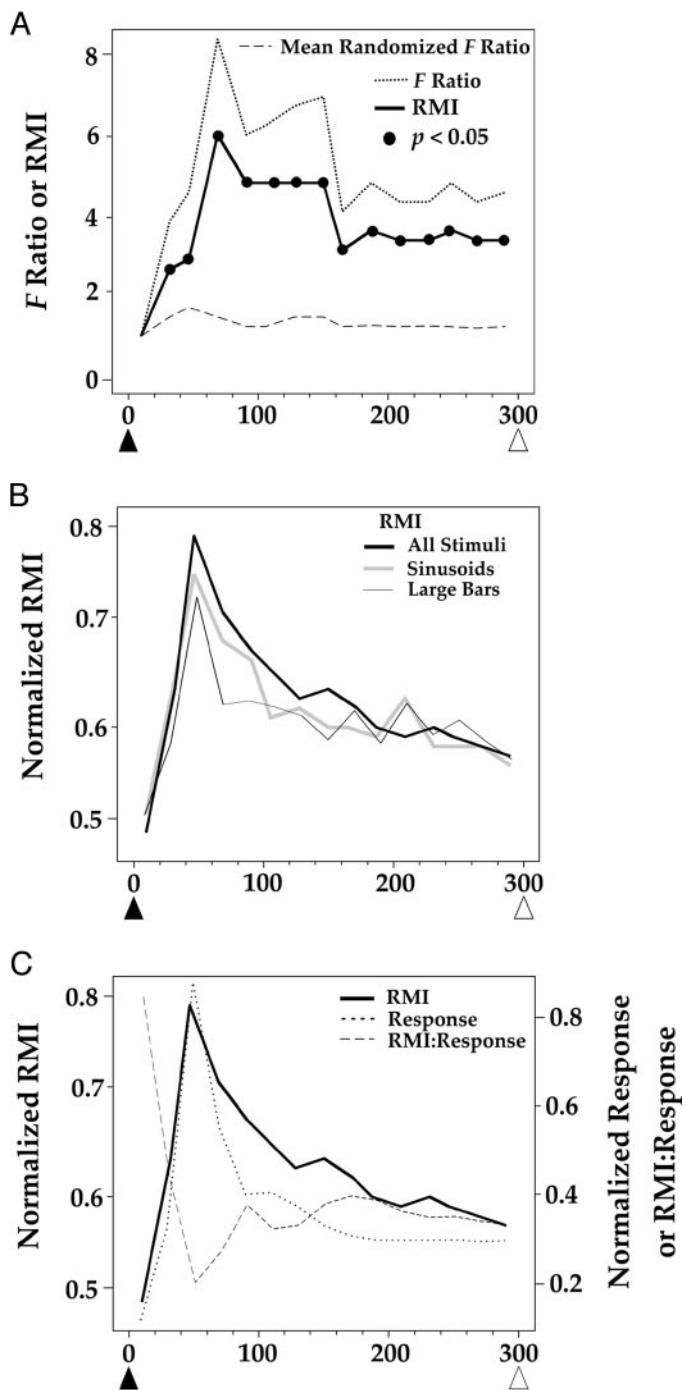 A
F Ratio or RMI
8
6
4
2
0
Mean Randomized F Ratio
F Ratio
RMI
p < 0.05
0 100 200 300
B
Normalized RMI
0.8
0.7
0.6
0.5
RMI
All Stimuli
Sinusoids
Large Bars
0 100 200 300
C
Normalized RMI
0.8
0.7
0.6
0.5
RMI
Response
RMI:Response
0.8
0.6
0.4
0.2
Normalized Response
or RMI:Response
0 100 200 300